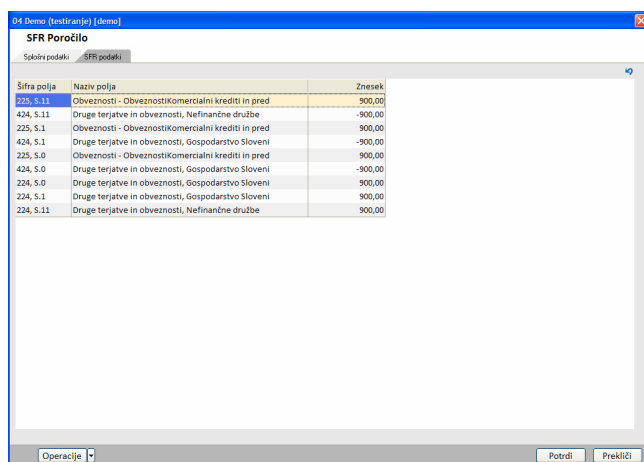 04 Demo (testiranje) [demo]
SFR Poročilo
Splošni podatki SFR podatki
Šifra polja Naziv polja Znesek
225, S.11 Obveznosti - ObveznostiKomercialni krediti in pred 900,00
424, S.11 Druge terjatve in obveznosti, Nefinančne družbe -900,00
225, S.1 Obveznosti - ObveznostiKomercialni krediti in pred 900,00
424, S.1 Druge terjatve in obveznosti, Gospodarstvo Sloveni -900,00
225, S.0 Obveznosti - ObveznostiKomercialni krediti in pred 900,00
424, S.0 Druge terjatve in obveznosti, Gospodarstvo Sloveni -900,00
224, S.0 Druge terjatve in obveznosti, Gospodarstvo Sloveni 900,00
224, S.1 Druge terjatve in obveznosti, Gospodarstvo Sloveni 900,00
224, S.11 Druge terjatve in obveznosti, Nefinančne družbe 900,00
Operacije Potrdi Prekliči